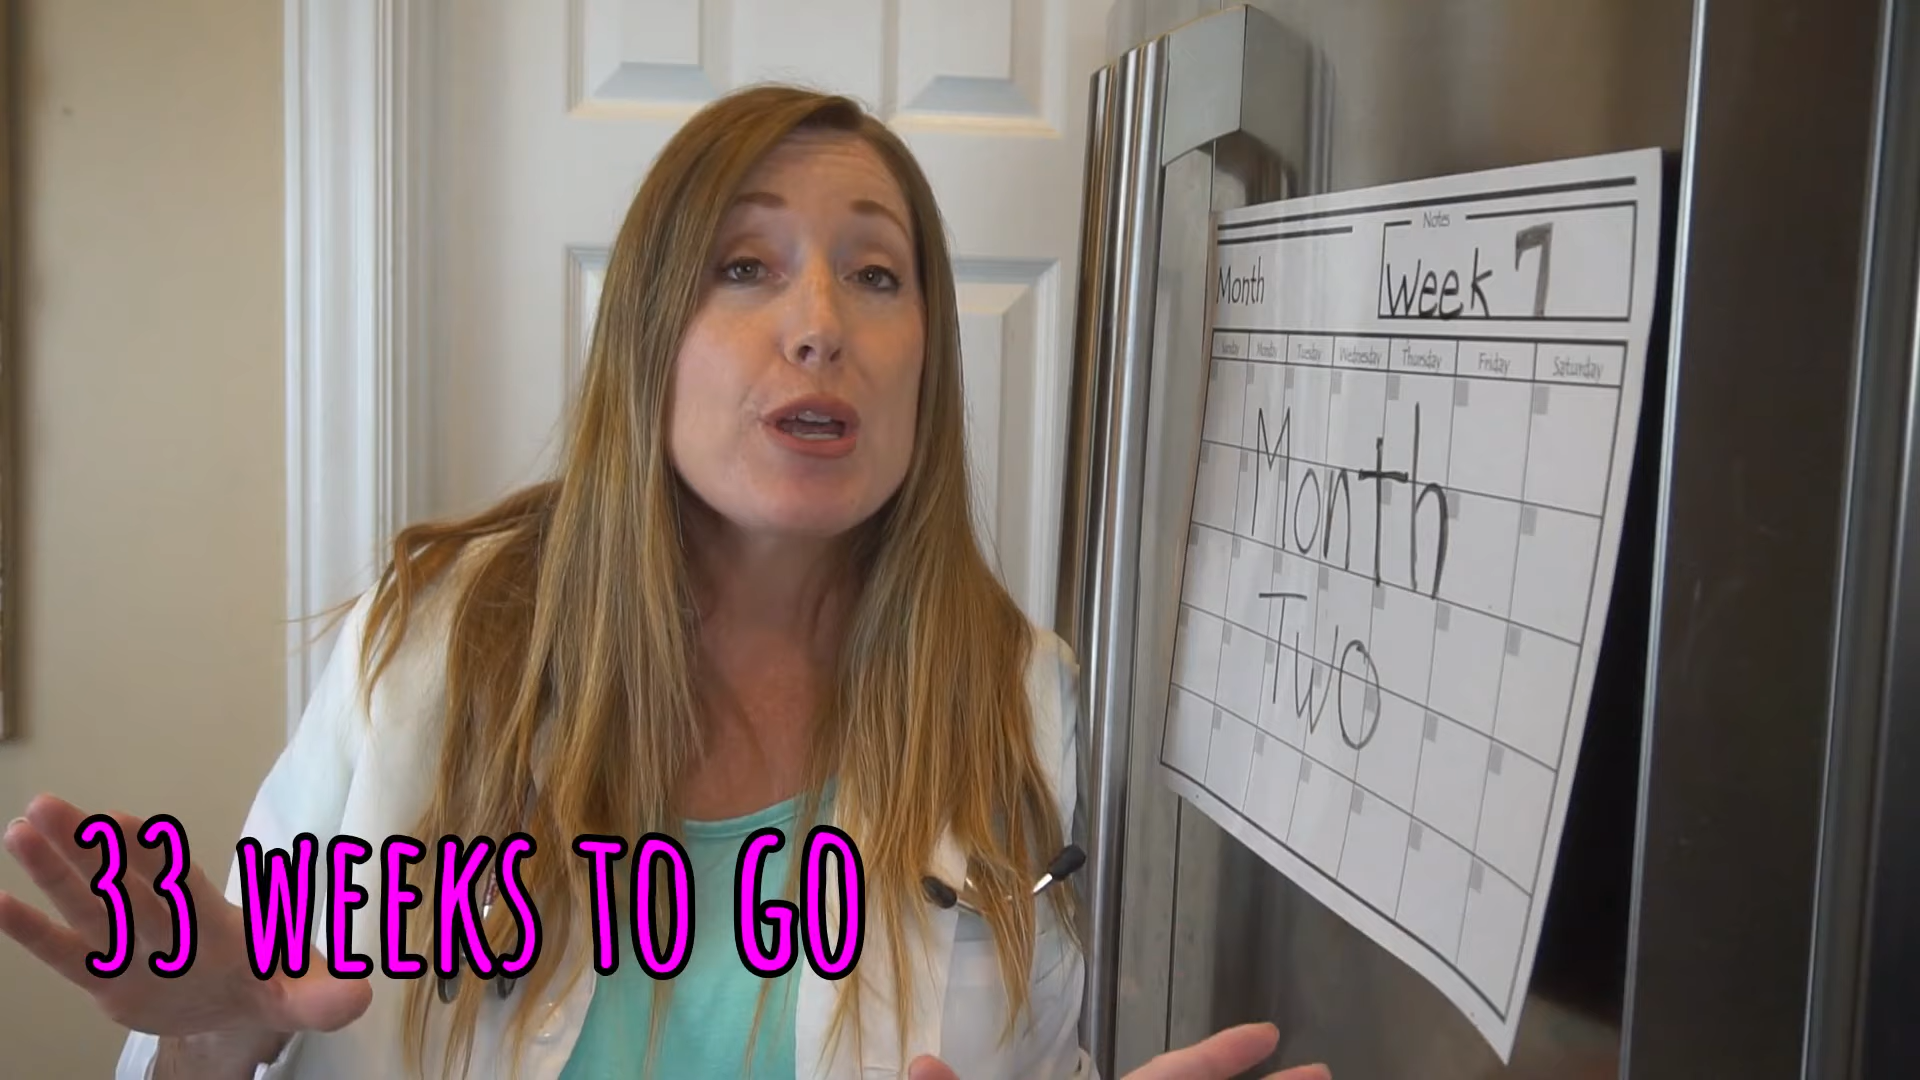 Notes
Week 7
Month
Sunday Monday Tuesday Wednesday Thursday Friday Saturday
Month
Two
33 WEEKS TO GO